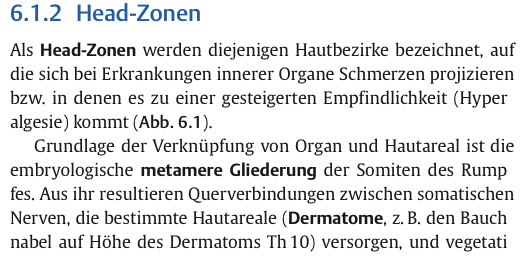 6.1.2 Head-Zonen
Als Head-Zonen werden diejenigen Hautbezirke bezeichnet, auf
die sich bei Erkrankungen innerer Organe Schmerzen projizieren
bzw. in denen es zu einer gesteigerten Empfindlichkeit (Hyper
algesie) kommt (Abb. 6.1).
Grundlage der Verknüpfung von Organ und Hautareal ist die
embryologische metamere Gliederung der Somiten des Rump
fes. Aus ihr resultieren Querverbindungen zwischen somatischen
Nerven, die bestimmte Hautareale (Dermatome, z. B. den Bauch
nabel auf Höhe des Dermatoms Th 10) versorgen, und vegetati